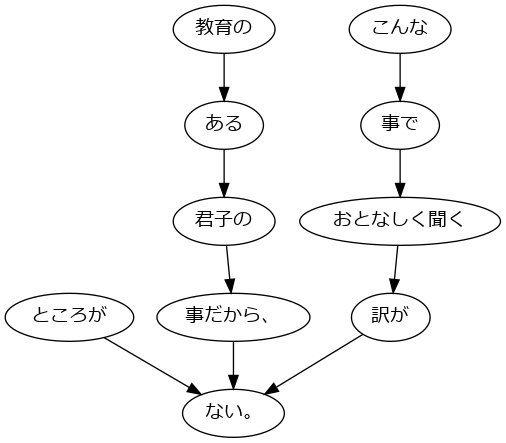 教育の こんな
ある 事で
君子の おとなしく聞く
ところが 事だから、 訳が
ない。